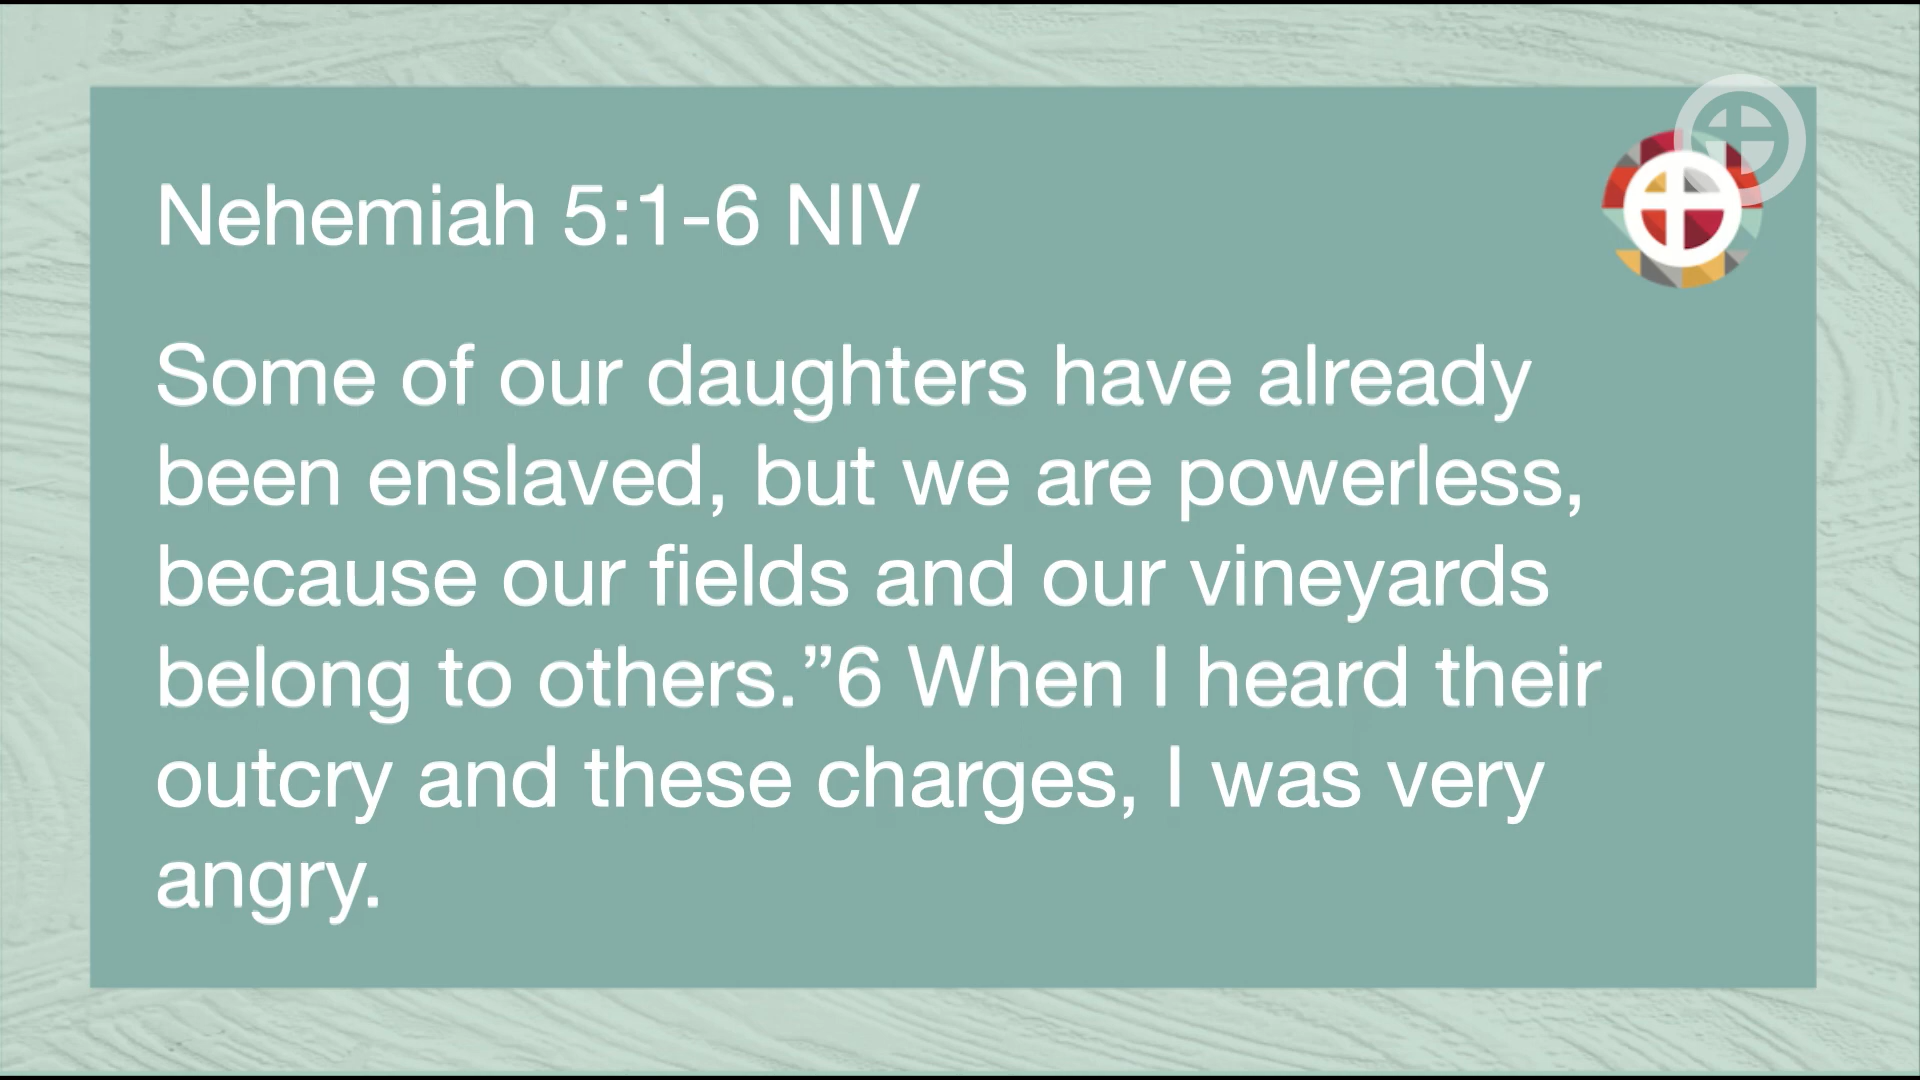 Nehemiah 5:1-6 NIV
Some of our daughters have already
been enslaved, but we are powerless,
because our fields and our vineyards
belong to others.”6 When I heard their
outcry and these charges, I was very
angry.